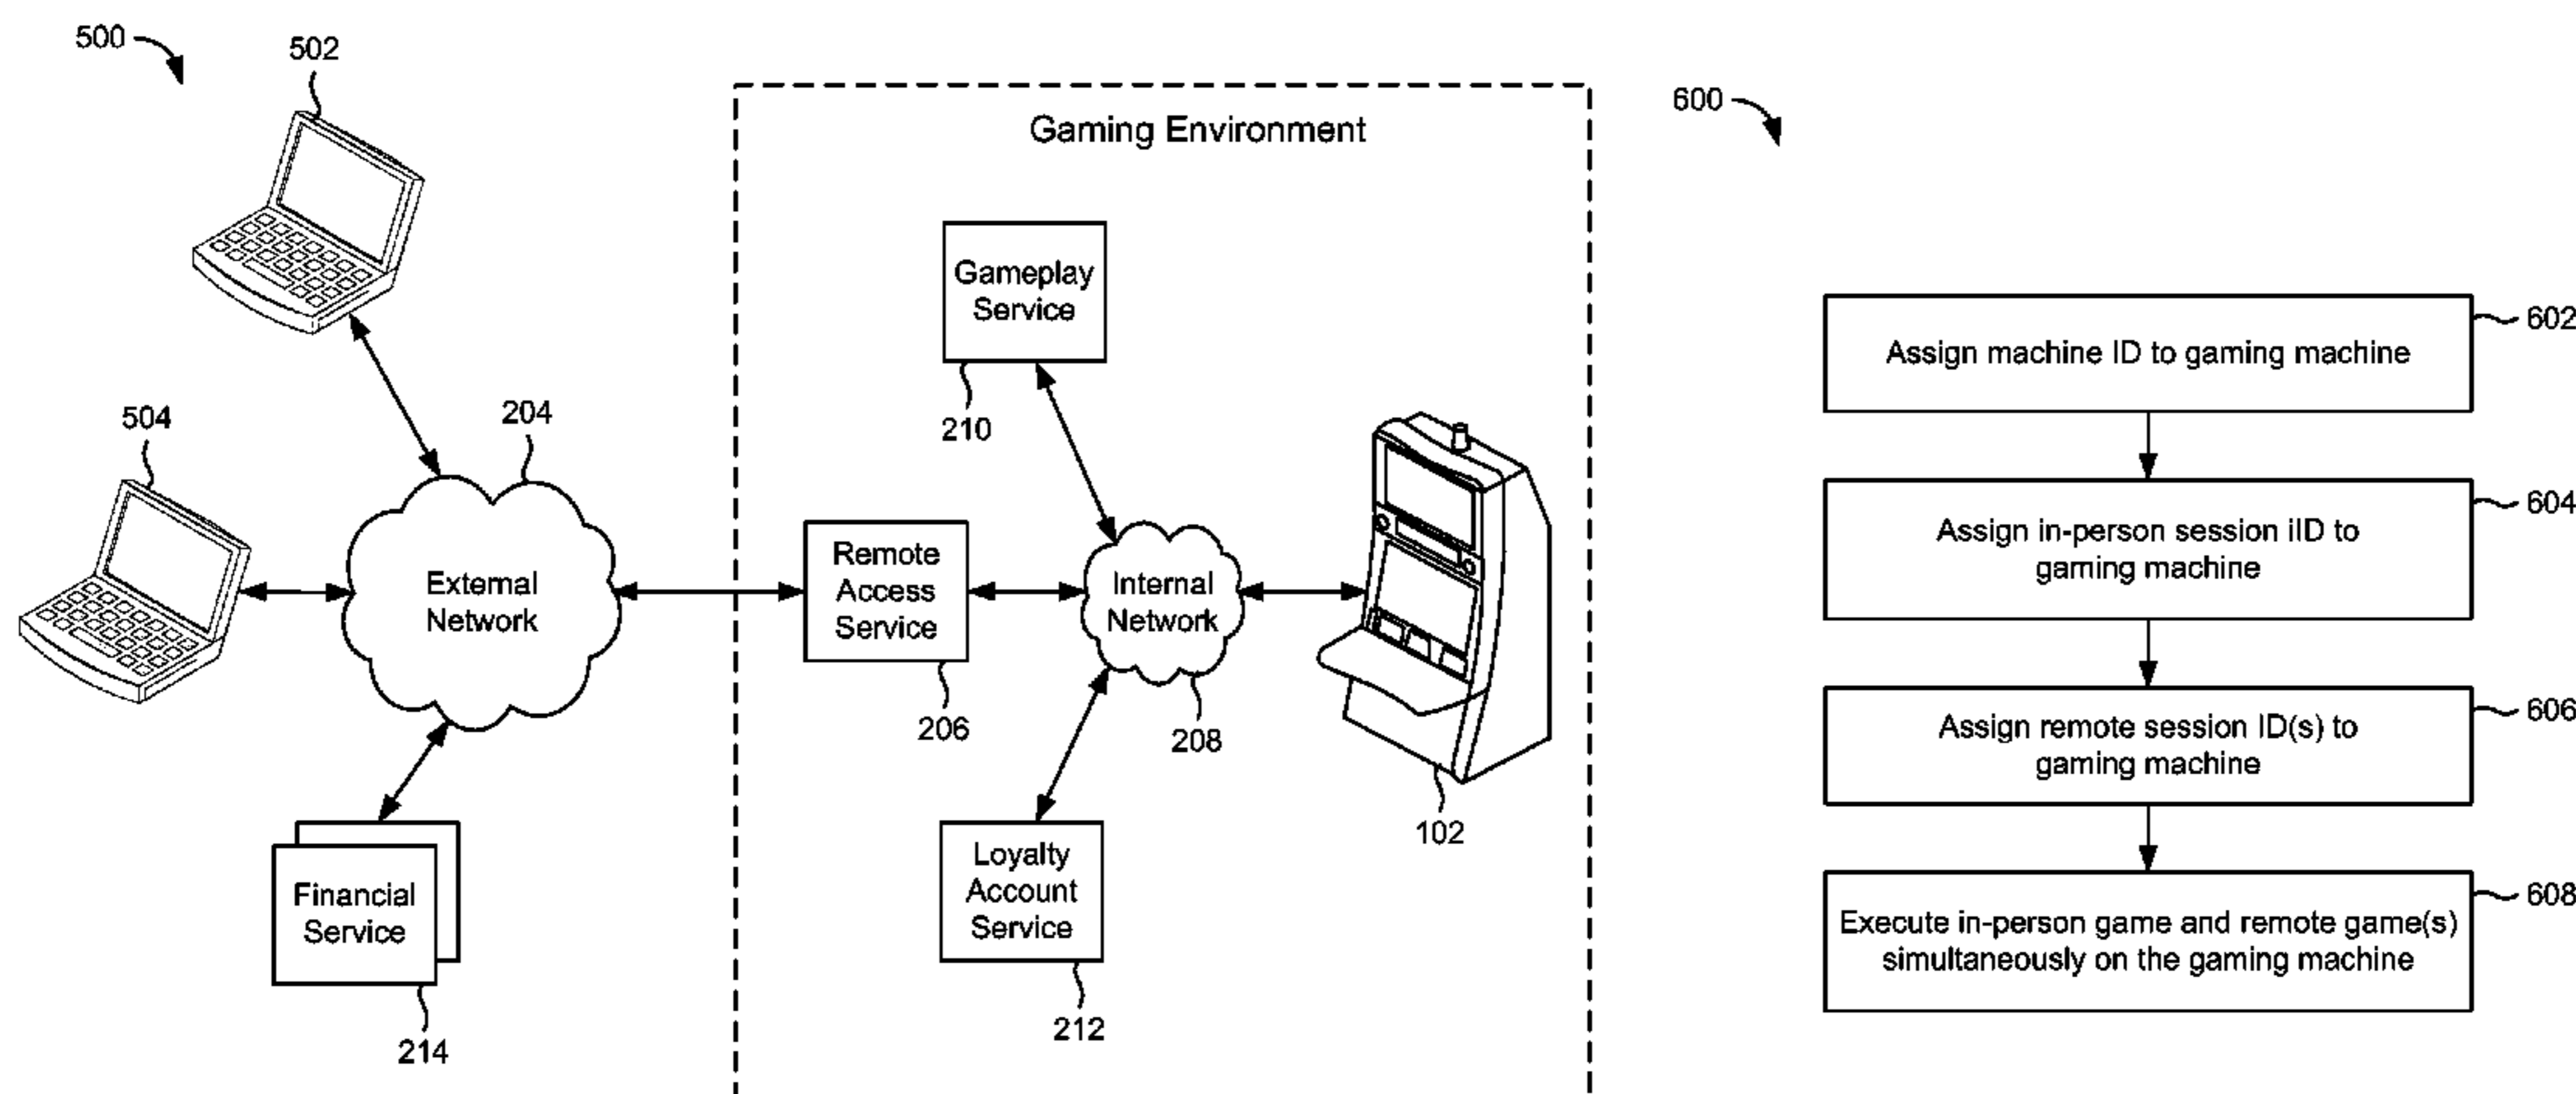 500
502
Gaming Environment
600
Gameplay
Service
210
504
204
External
Network
Remote
Access
Service
206
Internal
Network
208
102
Financial
Service
214
Loyalty
Account
Service
212
602
Assign machine ID to gaming machine
604
Assign in-person session iID to
gaming machine
606
Assign remote session ID(s) to
gaming machine
608
Execute in-person game and remote game(s)
simultaneously on the gaming machine